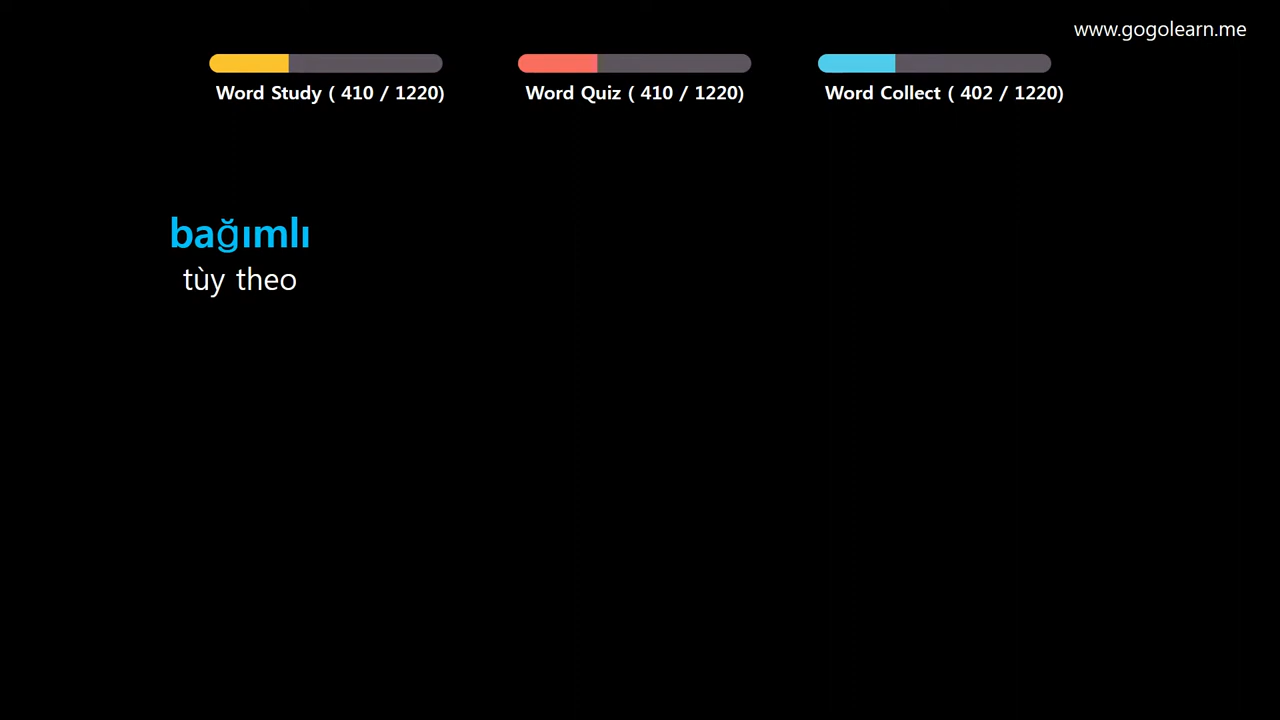 www.gogolearn.me
Word Study ( 410 / 1220)
Word Quiz ( 410 / 1220)
Word Collect ( 402 / 1220)
bağımlı
tùy theo